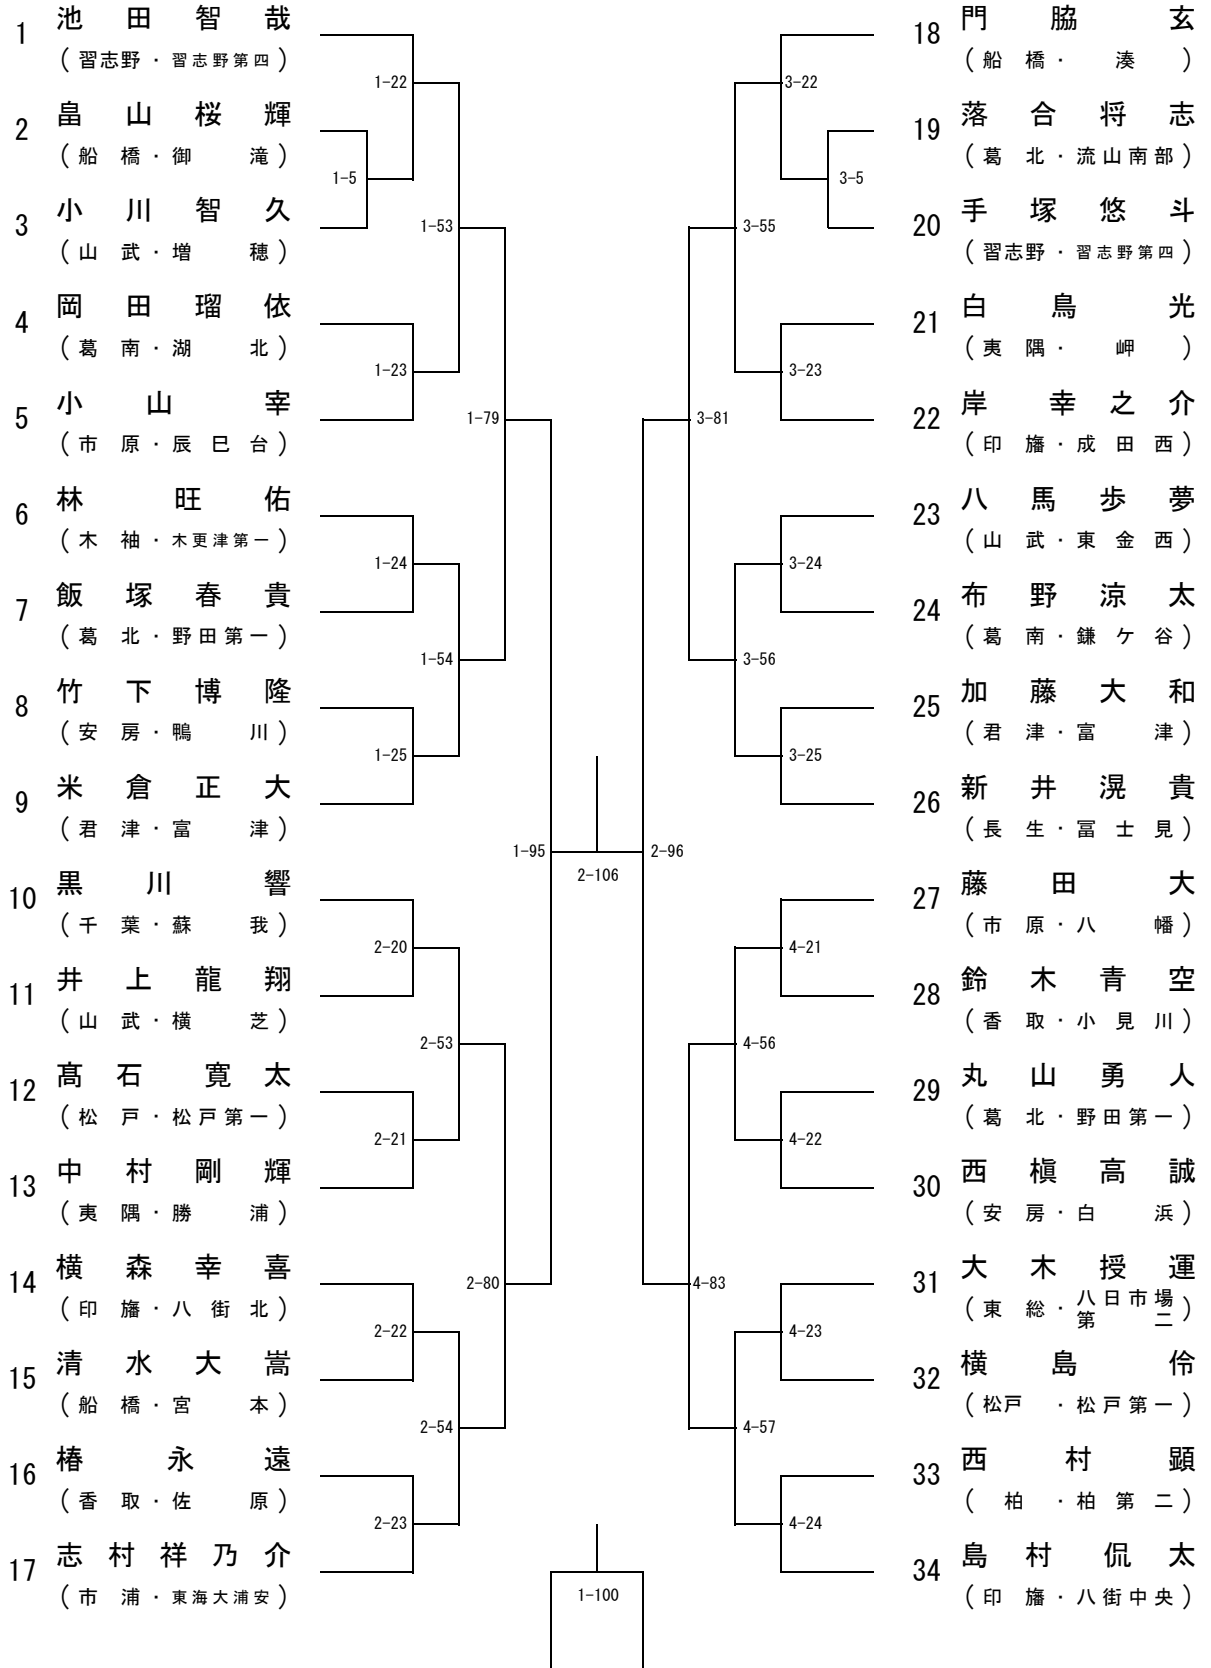 1 池田智哉
(習志野・習志野第四)
2 畠山桜輝
(船橋・御滝)
3 小川智久
(山武・増穂)
4 岡田瑠依
(葛南・湖北)
5 小山宰
(市原・辰巳台)
6 林旺佑
(木袖・木更津第一)
7 飯塚春貴
(葛北・野田第一)
8 竹下博隆
(安房・鴨川)
9 米倉正大
(君津・富津)
10 黒川響
(千葉・蘇我)
11 井上龍翔
(山武・横芝)
12 髙石寛太
(松戸・松戸第一)
13 中村剛輝
(夷隅・勝浦)
14 横森幸喜
(印旛・八街北)
15 清水大嵩
(船橋・宮本)
16 椿永遠
(香取・佐原)
17 志村祥乃介
(市浦・東海大浦安)
1-22
1-5
1-53
1-23
1-79
1-24
1-54
1-25
1-95
2-20
2-53
2-21
2-80
2-22
2-54
2-23
2-106
1-100
2-96
3-22
3-5
3-55
3-23
3-81
3-24
3-56
3-25
4-21
4-56
4-22
4-83
4-23
4-57
4-24
18 門脇玄
(船橋・湊)
19 落合将志
(葛北・流山南部)
20 手塚悠斗
(習志野・習志野第四)
21 白鳥光
(夷隅・岬)
22 岸幸之介
(印旛・成田西)
23 八馬歩夢
(山武・東金西)
24 布野涼太
(葛南・鎌ケ谷)
25 加藤大和
(君津・富津)
26 新井滉貴
(長生・冨士見)
27 藤田大
(市原・八幡)
28 鈴木青空
(香取・小見川)
29 丸山勇人
(葛北・野田第一)
30 西槇高誠
(安房・白浜)
31 大木授運
(東総・八日市場
第二)
32 横島伶
(松戸・松戸第一)
33 西村顕
(柏・柏第二)
34 島村侃太
(印旛・八街中央)